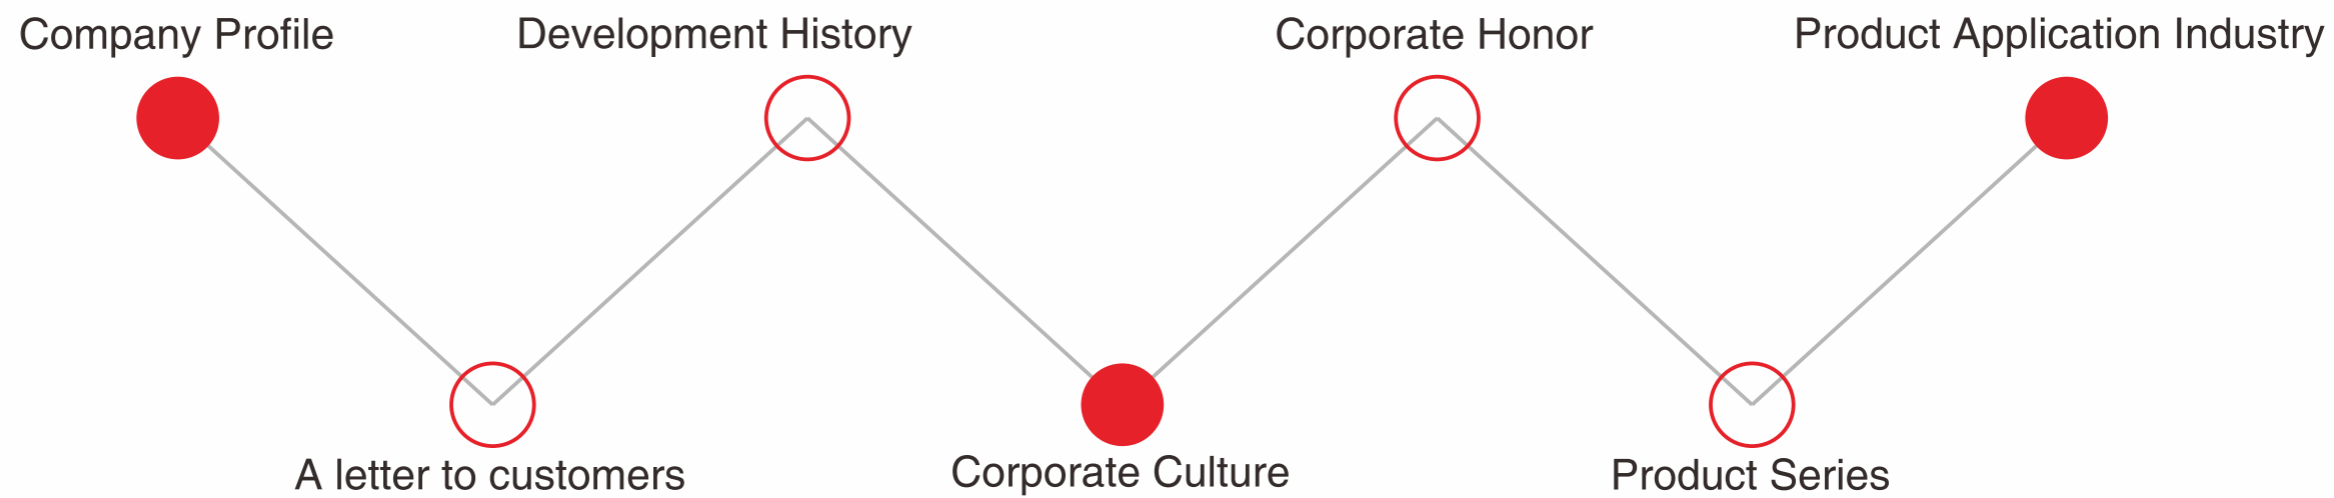 Company Profile
Development History
Corporate Honor
Product Application Industry
A letter to customers
Corporate Culture
Product Series